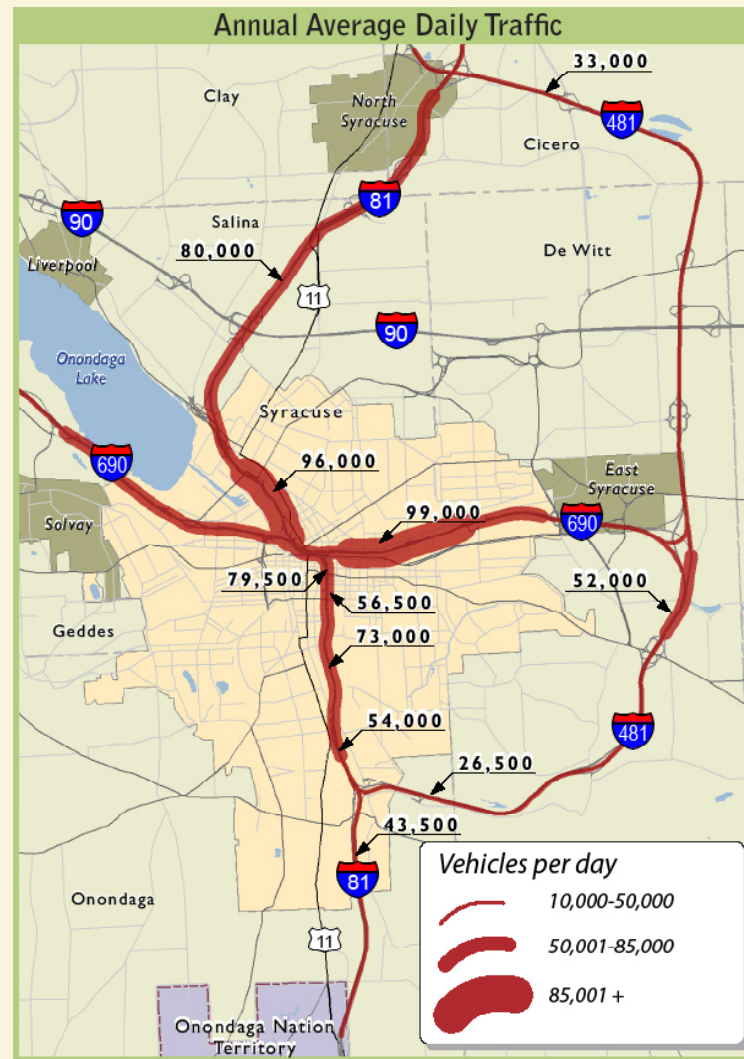 Annual Average Daily Traffic
33,000
North
Syracuse
Clay
481
Cicero
81
90
Salina
De Witt
80,000
Liverpool
11
90
Onondaga
Lake
Syracuse
690
96,000
East
Syracuse
Solvay
99,000
690
79,500
52,000
56,500
Geddes
73,000
54,000
481
26,500
43,500
81
Onondaga
11
Onondaga Nation
Territory
Vehicles per day
10,000-50,000
50,001-85,000
85,001 +